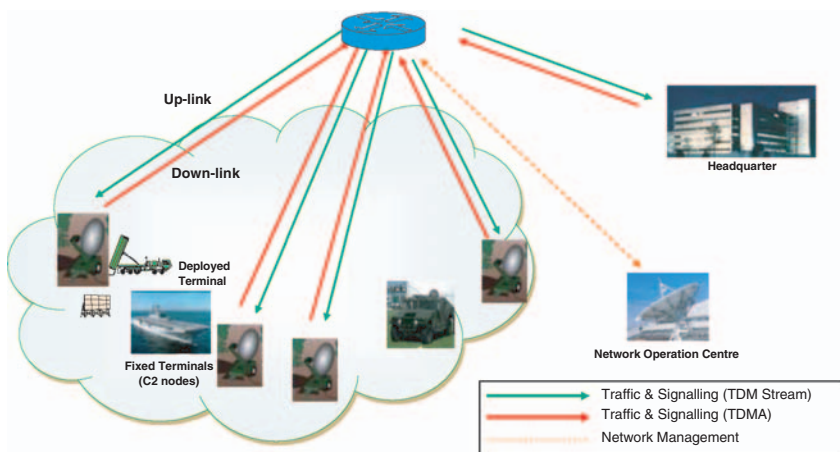 Up-link
Down-link
Headquarter
Deployed
Terminal
Fixed Terminals
(C2 nodes)
Network Operation Centre
Traffic & Signalling (TDM Stream)
Traffic & Signalling (TDMA)
Network Management